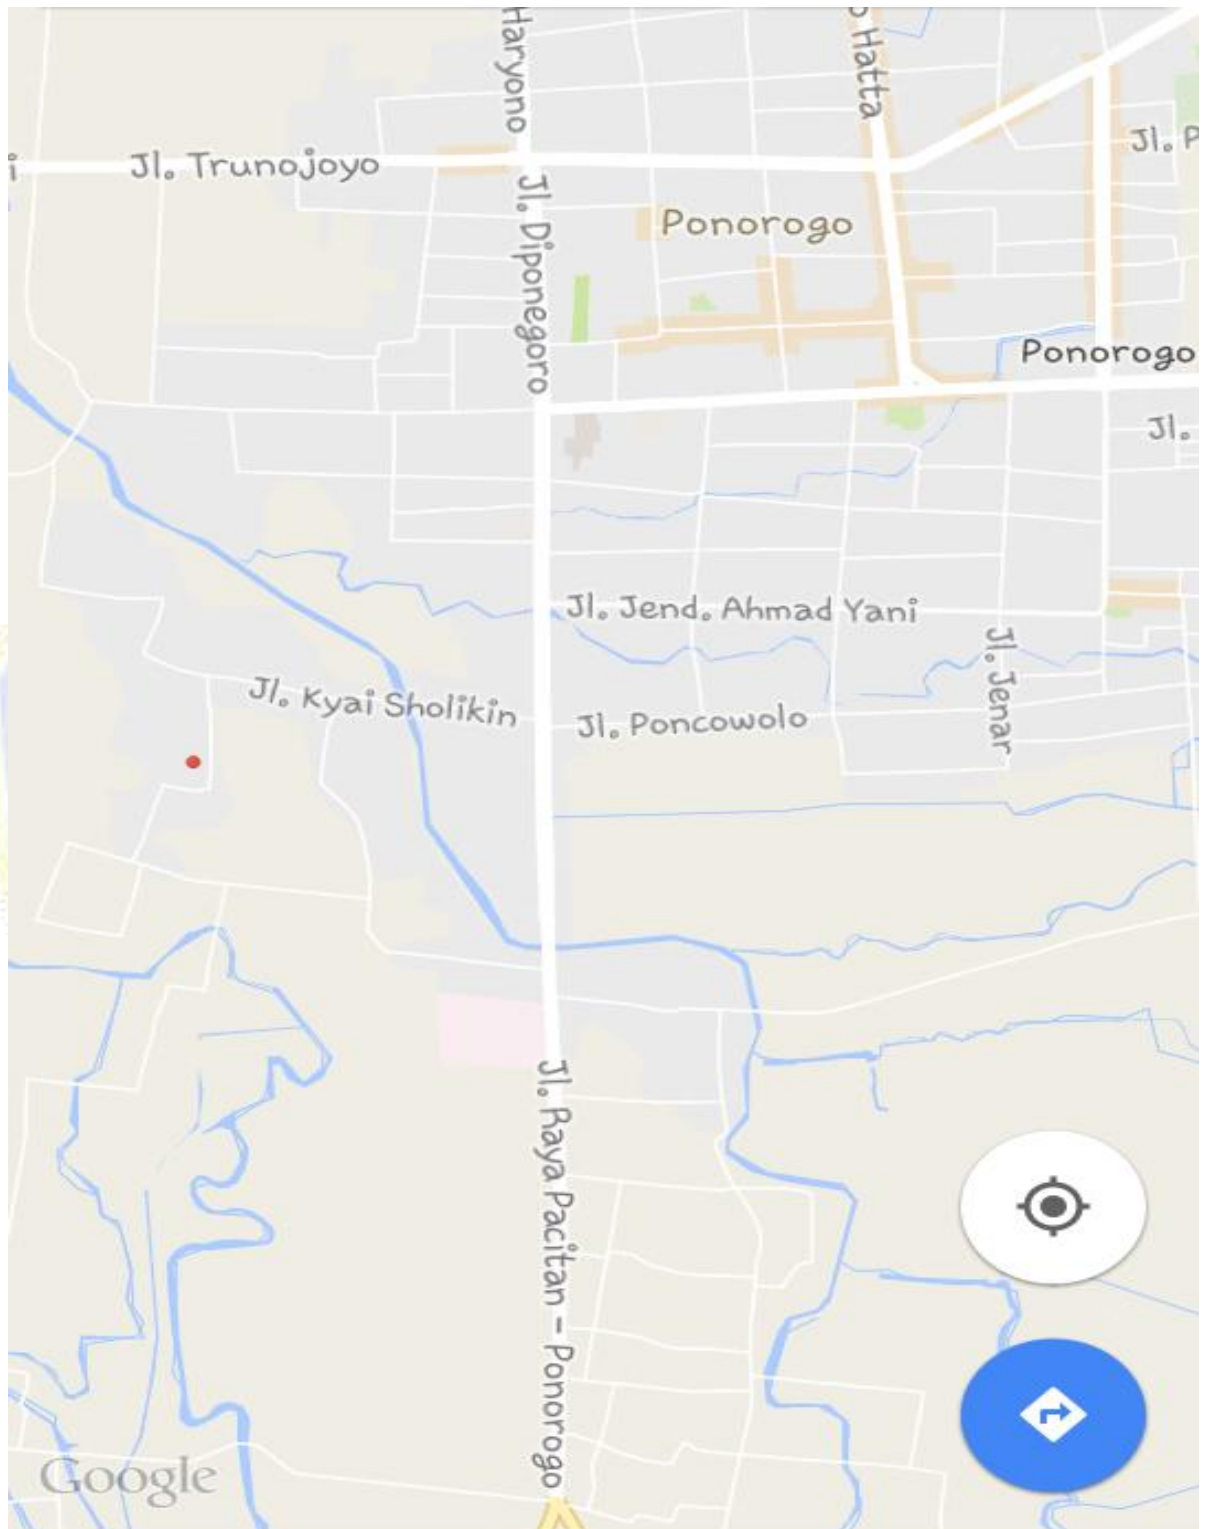 Haryono
o Hatta
i
Jl. Trunojoyo
Jl. P
Jl. Diponegoro
Ponorogo
Ponorogo
Jl.
Jl. Jend. Ahmad Yani
Jl. Jenar
Jl. Kyai Sholikin
Jl. Poncowolo
Jl. Raya Pacitan - Ponorogo
Google